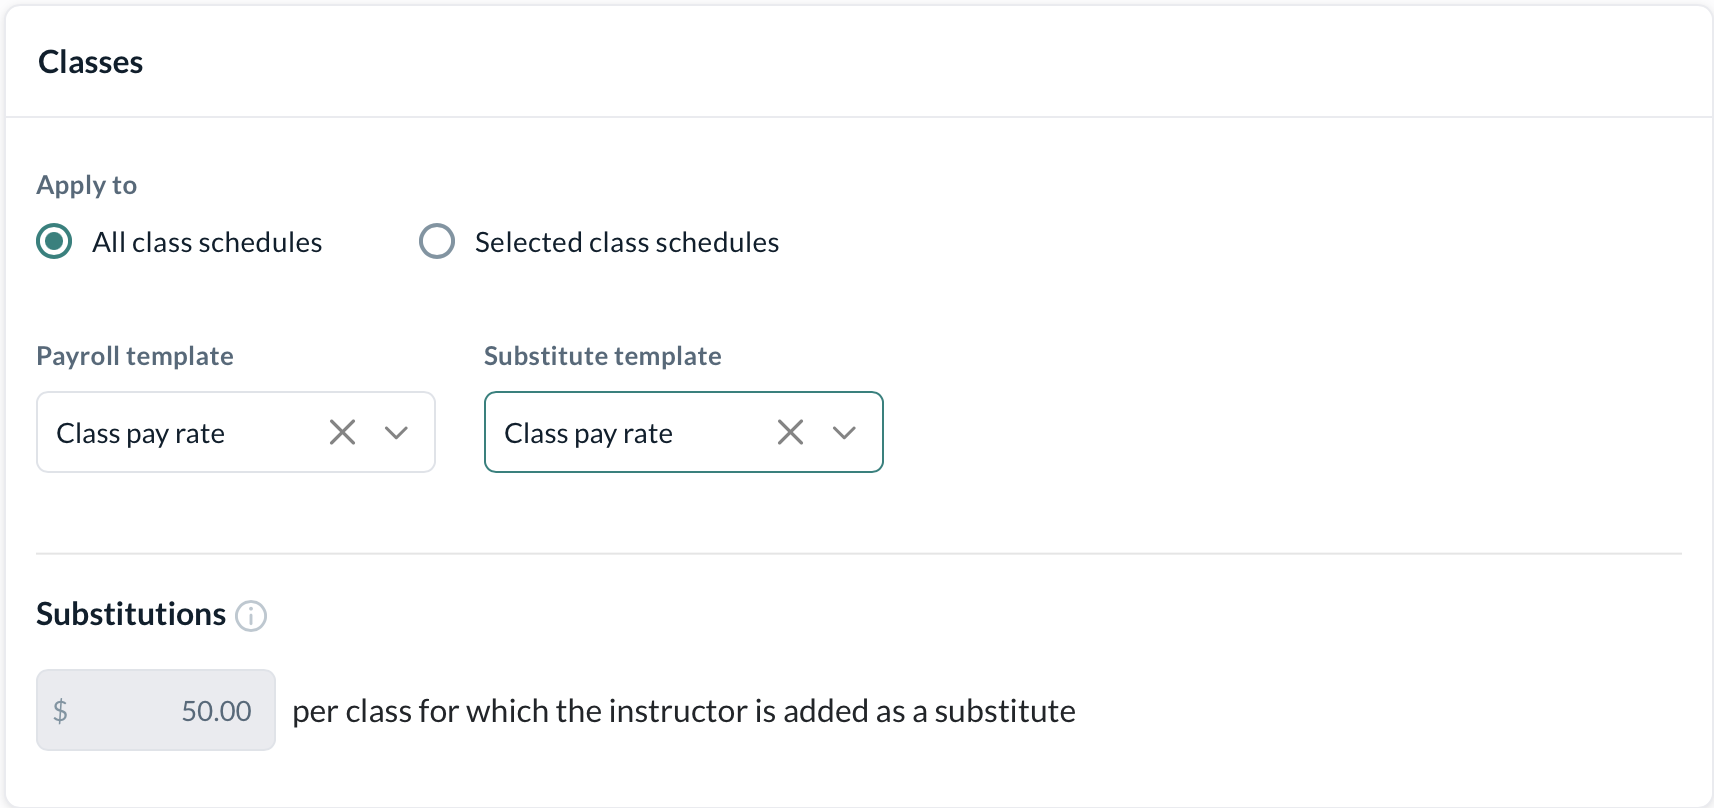 Classes
Apply to
All class schedules
Selected class schedules
Payroll template
Substitute template
Class pay rate
Class pay rate
Substitutions
$ 50.00 per class for which the instructor is added as a substitute